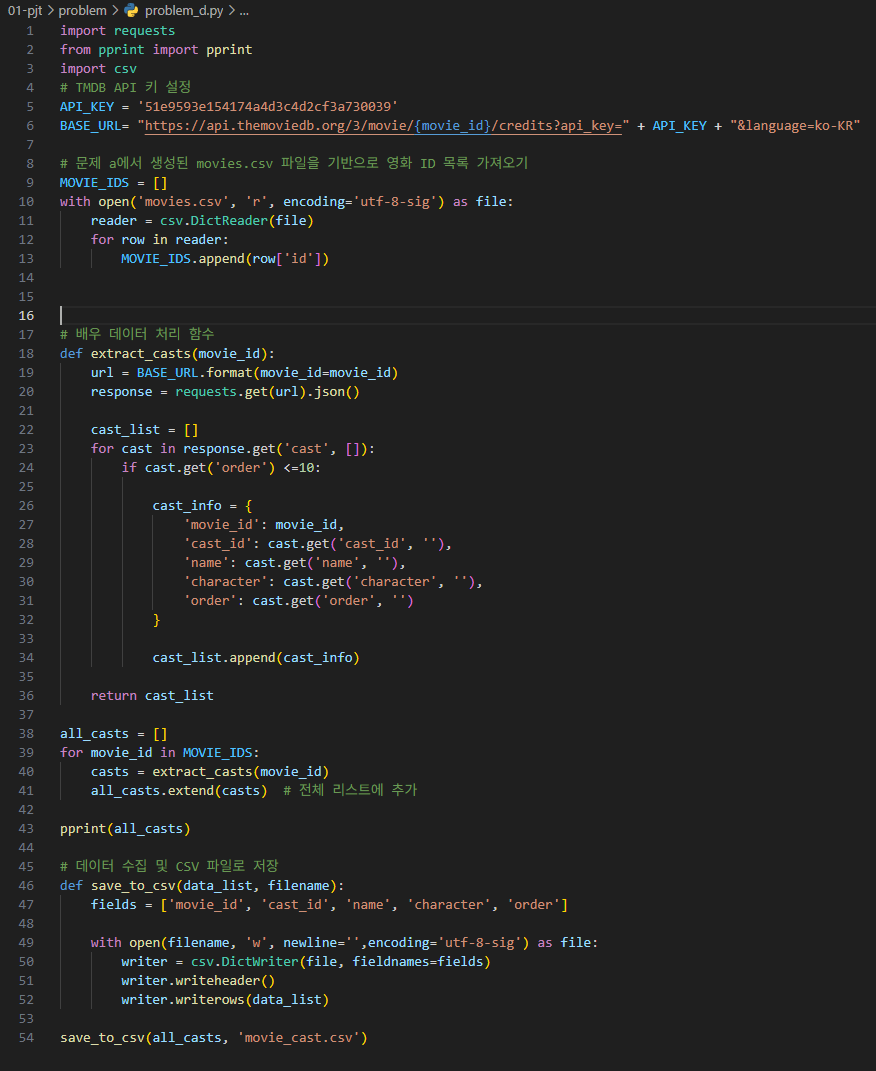 01-pjt > problem > problem_d.py > ...
1 import requests
2 from pprint import pprint
3 import csv
4 # TMDB API 키 설정
5 API_KEY = '51e9593e154174a4d3c4d2cf3a730039'
6 BASE_URL= "https://api.themoviedb.org/3/movie/{movie_id}/credits?api_key=" + API_KEY + "&language=ko-KR"
7
8 # 문제 a에서 생성된 movies.csv 파일을 기반으로 영화 ID 목록 가져오기
9 MOVIE_IDS = []
10 with open('movies.csv', 'r', encoding='utf-8-sig') as file:
11     reader = csv.DictReader(file)
12     for row in reader:
13         MOVIE_IDS.append(row['id'])
14
15
16
17 # 배우 데이터 처리 함수
18 def extract_casts(movie_id):
19     url = BASE_URL.format(movie_id=movie_id)
20     response = requests.get(url).json()
21
22     cast_list = []
23     for cast in response.get('cast', []):
24         if cast.get('order') <=10:
25
26             cast_info = {
27                 'movie_id': movie_id,
28                 'cast_id': cast.get('cast_id', ''),
29                 'name': cast.get('name', ''),
30                 'character': cast.get('character', ''),
31                 'order': cast.get('order', '')
32             }
33
34             cast_list.append(cast_info)
35
36     return cast_list
37
38 all_casts = []
39 for movie_id in MOVIE_IDS:
40     casts = extract_casts(movie_id)
41     all_casts.extend(casts)  # 전체 리스트에 추가
42
43 pprint(all_casts)
44
45 # 데이터 수집 및 CSV 파일로 저장
46 def save_to_csv(data_list, filename):
47     fields = ['movie_id', 'cast_id', 'name', 'character', 'order']
48
49     with open(filename, 'w', newline='',encoding='utf-8-sig') as file:
50         writer = csv.DictWriter(file, fieldnames=fields)
51         writer.writeheader()
52         writer.writerows(data_list)
53
54 save_to_csv(all_casts, 'movie_cast.csv')